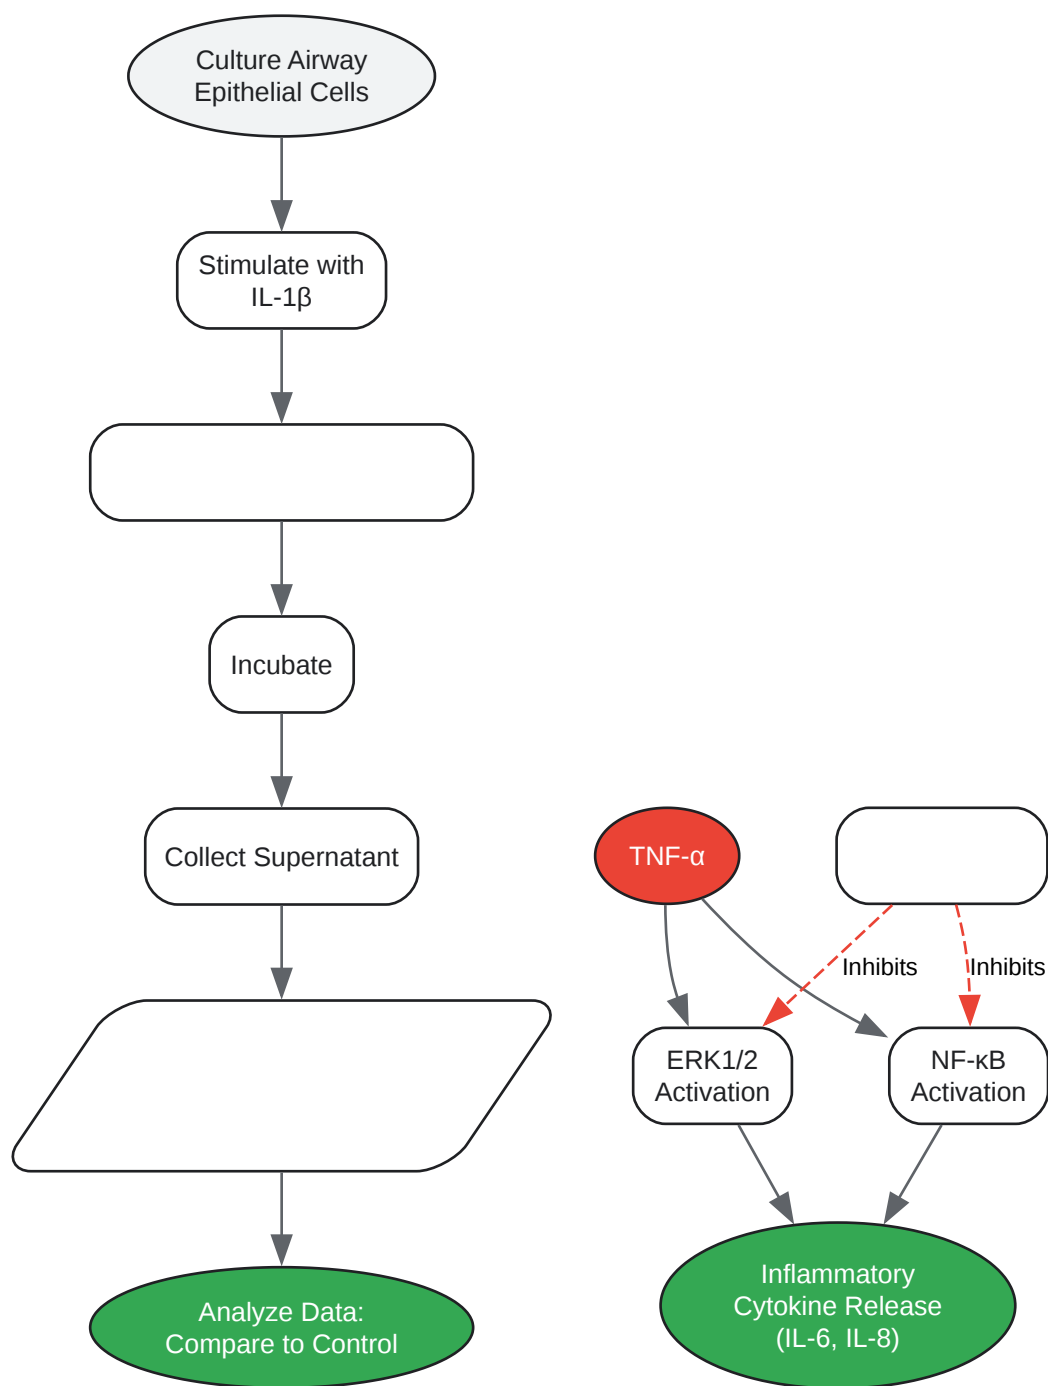 Culture Airway
Epithelial Cells
Stimulate with
IL-1β
Incubate
Collect Supernatant
Analyze Data:
Compare to Control
TNF-α
Inhibits
Inhibits
ERK1/2
Activation
NF-κB
Activation
Inflammatory
Cytokine Release
(IL-6, IL-8)